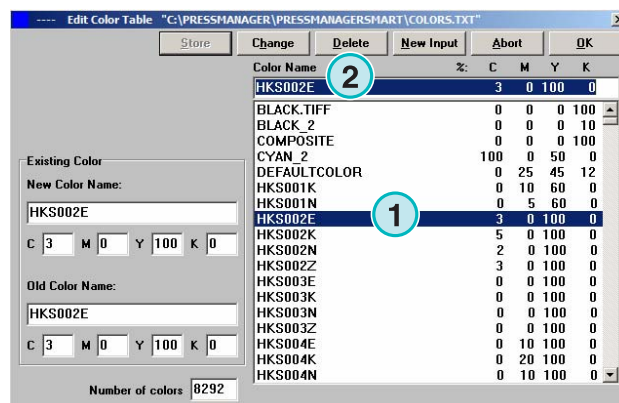 ---- Edit Color Table "C:\PRESSMANAGER\PRESSMANAGERSMART\COLORS.TXT"
Store Change Delete New Input Abort OK
Color Name %: C M Y K
2
HKS002E 3 0 100 0
BLACK.TIFF 0 0 0 100
BLACK_2 0 0 0 10
COMPOSITE 0 0 0 100
CYAN_2 100 0 50 0
DEFAULTCOLOR 0 25 45 12
HKS001K 0 10 60 0
HKS001N 0 5 60 0
HKS002E 3 0 100 0
1
HKS002K 5 0 100 0
HKS002N 2 0 100 0
HKS002Z 3 0 100 0
HKS003E 0 0 100 0
HKS003K 0 0 100 0
HKS003N 0 0 100 0
HKS003Z 0 0 100 0
HKS004E 0 10 100 0
HKS004K 0 20 100 0
HKS004N 0 10 100 0
Existing Color
New Color Name:
HKS002E
C 3 M 0 Y 100 K 0
Old Color Name:
HKS002E
C 3 M 0 Y 100 K 0
Number of colors 8292